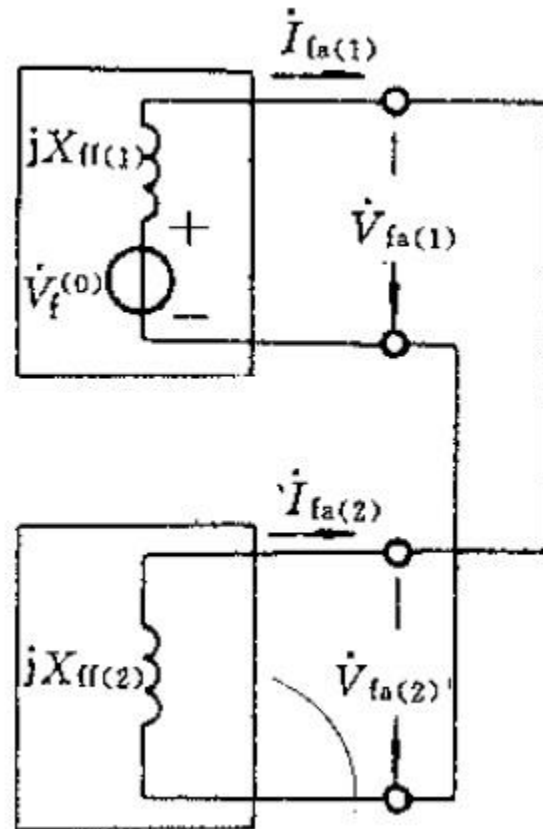 İfa(1)
jXff(1)
+
V̇fa(1)
V̇f(0)
−
İfa(2)
jXff(2)
V̇fa(2)